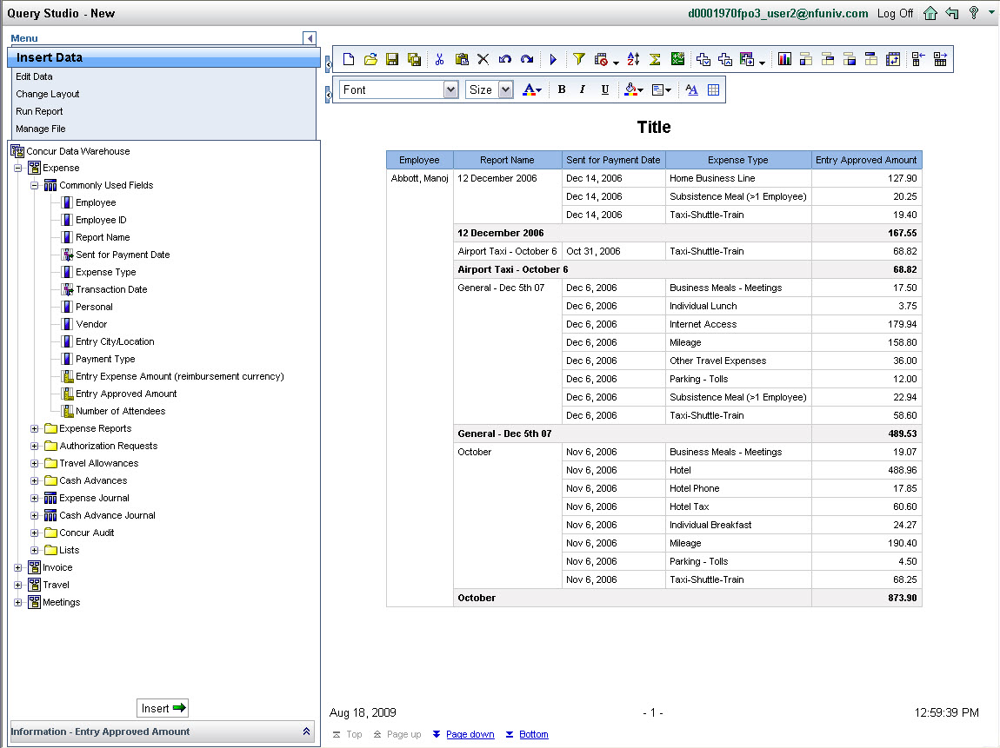 Query Studio - New
d0001970fpo3_user2@nfuniv.com Log Off
Menu
Insert Data
Edit Data
Change Layout
Run Report
Manage File
Concur Data Warehouse
Expense
Commonly Used Fields
Employee
Employee ID
Report Name
Sent for Payment Date
Expense Type
Transaction Date
Personal
Vendor
Entry City/Location
Payment Type
Entry Expense Amount (reimbursement currency)
Entry Approved Amount
Number of Attendees
Expense Reports
Authorization Requests
Travel Allowances
Cash Advances
Expense Journal
Cash Advance Journal
Concur Audit
Lists
Invoice
Travel
Meetings
Insert
Information - Entry Approved Amount
Font Size A B I U
Title
Employee Report Name Sent for Payment Date Expense Type Entry Approved Amount
Abbott, Manoj 12 December 2006 Dec 14, 2006 Home Business Line 127.90
Dec 14, 2006 Subsistence Meal (>1 Employee) 20.25
Dec 14, 2006 Taxi-Shuttle-Train 19.40
12 December 2006 167.55
Airport Taxi - October 6 Oct 31, 2006 Taxi-Shuttle-Train 68.82
Airport Taxi - October 6 68.82
General - Dec 5th 07 Dec 6, 2006 Business Meals - Meetings 17.50
Dec 6, 2006 Individual Lunch 3.75
Dec 6, 2006 Internet Access 179.94
Dec 6, 2006 Mileage 158.80
Dec 6, 2006 Other Travel Expenses 36.00
Dec 6, 2006 Parking - Tolls 12.00
Dec 6, 2006 Subsistence Meal (>1 Employee) 22.94
Dec 6, 2006 Taxi-Shuttle-Train 58.60
General - Dec 5th 07 489.53
October Nov 6, 2006 Business Meals - Meetings 19.07
Nov 6, 2006 Hotel 488.96
Nov 6, 2006 Hotel Phone 17.85
Nov 6, 2006 Hotel Tax 60.60
Nov 6, 2006 Individual Breakfast 24.27
Nov 6, 2006 Mileage 190.40
Nov 6, 2006 Parking - Tolls 4.50
Nov 6, 2006 Taxi-Shuttle-Train 68.25
October 873.90
Aug 18, 2009 - 1 - 12:59:39 PM
Top Page up Page down Bottom